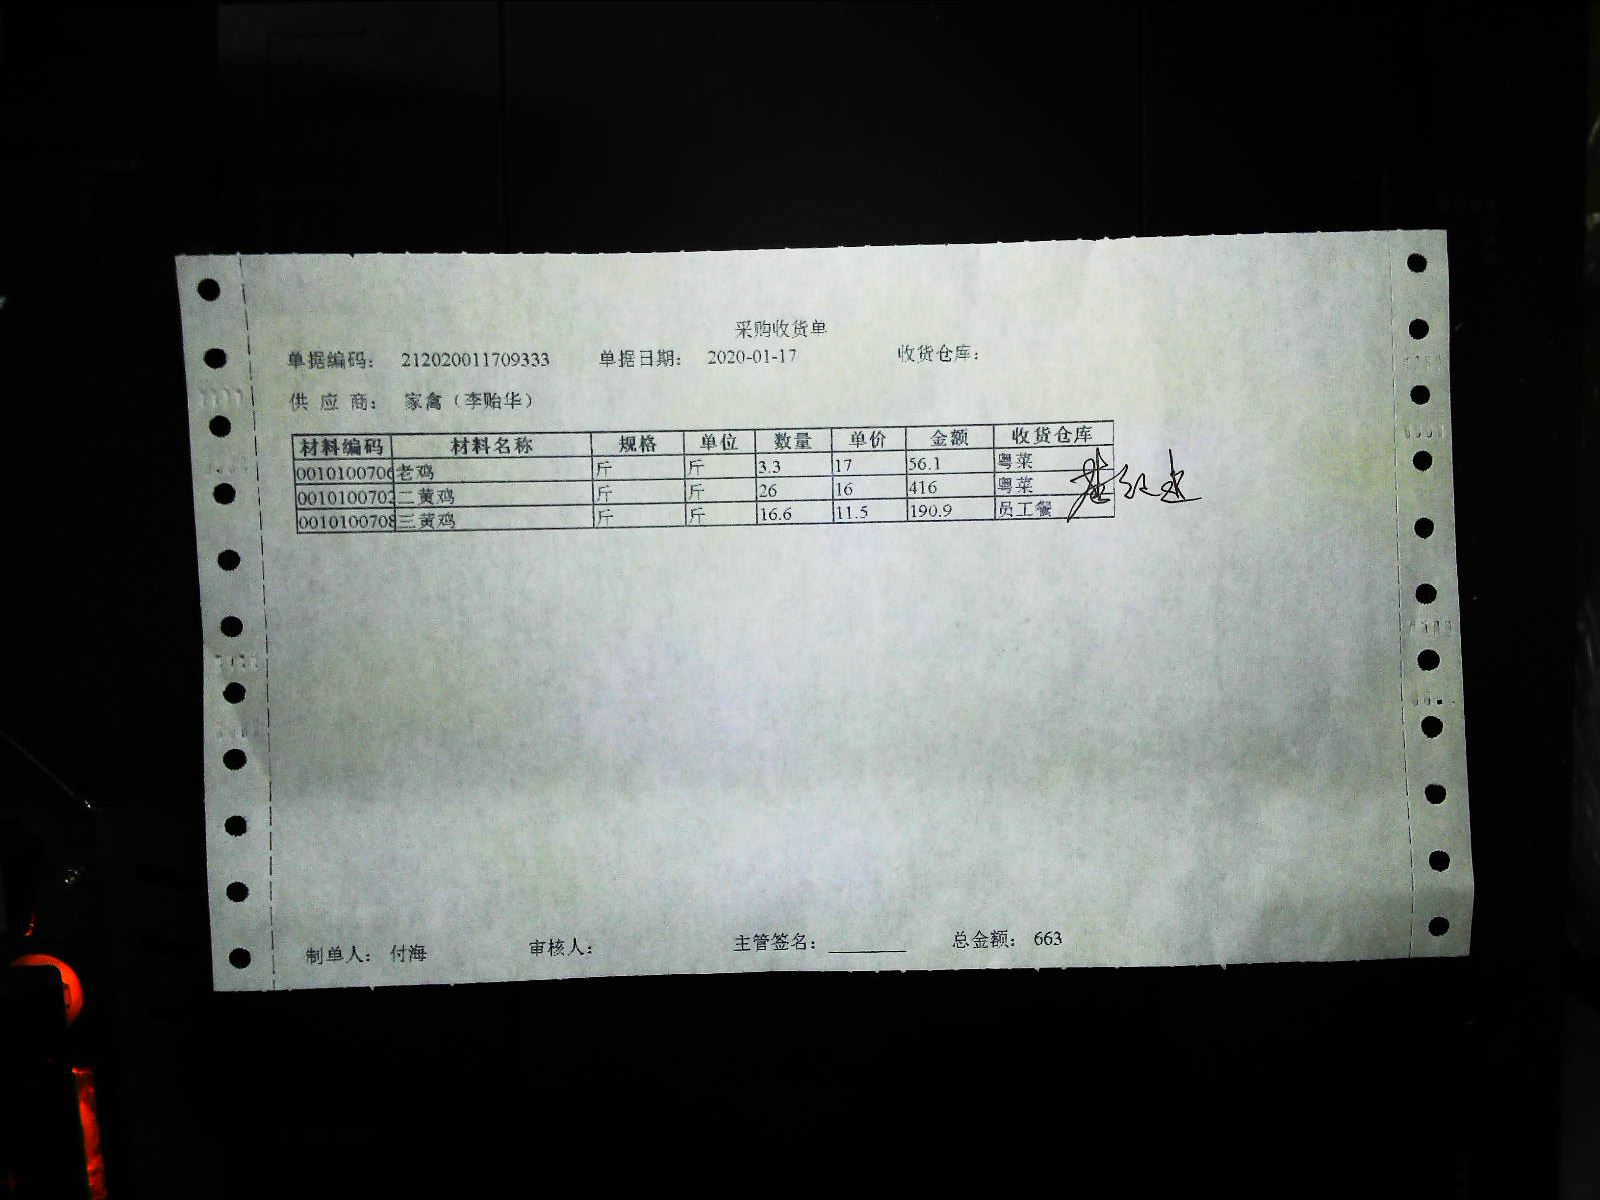 采购收货单
单据编码： 212020011709333 单据日期： 2020-01-17 收货仓库：
供 应 商： 家禽（李贻华）
材料编码 材料名称 规格 单位 数量 单价 金额 收货仓库
0010100706 老鸡 斤 斤 3.3 17 56.1 粤菜
0010100702 二黄鸡 斤 斤 26 16 416 粤菜
0010100708 三黄鸡 斤 斤 16.6 11.5 190.9 员工餐
制单人： 付海 审核人： 主管签名： 总金额： 663